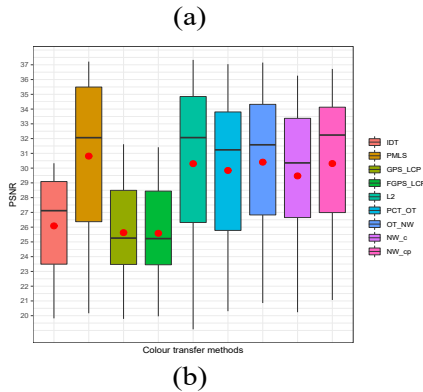 (a)
37
36
35
34
33
32
31
30
29
28
27
26
25
24
23
22
21
20
PSNR
Colour transfer methods
IDT
PMLS
GPS_LCP
FGPS_LCP
L2
PCT_OT
OT_NW
NW_c
NW_cp
(b)